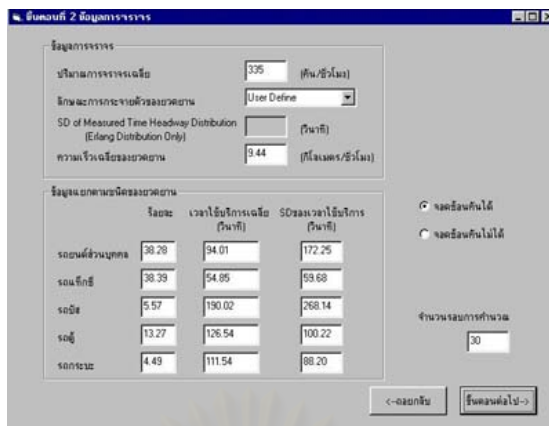 ขั้นตอนที่ 2 ข้อมูลการจราจร
ข้อมูลการจราจร
ปริมาณการจราจรเฉลี่ย 335 (คัน/ชั่วโมง)
ลักษณะการกระจายตัวของยวดยาน User Define
SD of Measured Time Headway Distribution (วินาที)
(Erlang Distribution Only)
ความเร็วเฉลี่ยของยวดยาน 9.44 (กิโลเมตร/ชั่วโมง)
ข้อมูลแยกตามชนิดของยวดยาน
ร้อยละ เวลาใช้บริการเฉลี่ย SDของเวลาใช้บริการ
(วินาที) (วินาที)
รถยนต์ส่วนบุคคล 38.28 94.01 172.25
รถแท็กซี่ 38.39 54.85 59.68
รถบัส 5.57 190.02 268.14
รถตู้ 13.27 126.54 100.22
รถกระบะ 4.49 111.54 88.20
จอดซ้อนคันได้
จอดซ้อนคันไม่ได้
จำนวนรอบการคำนวณ
30
<-ถอยกลับ
ขั้นตอนต่อไป->